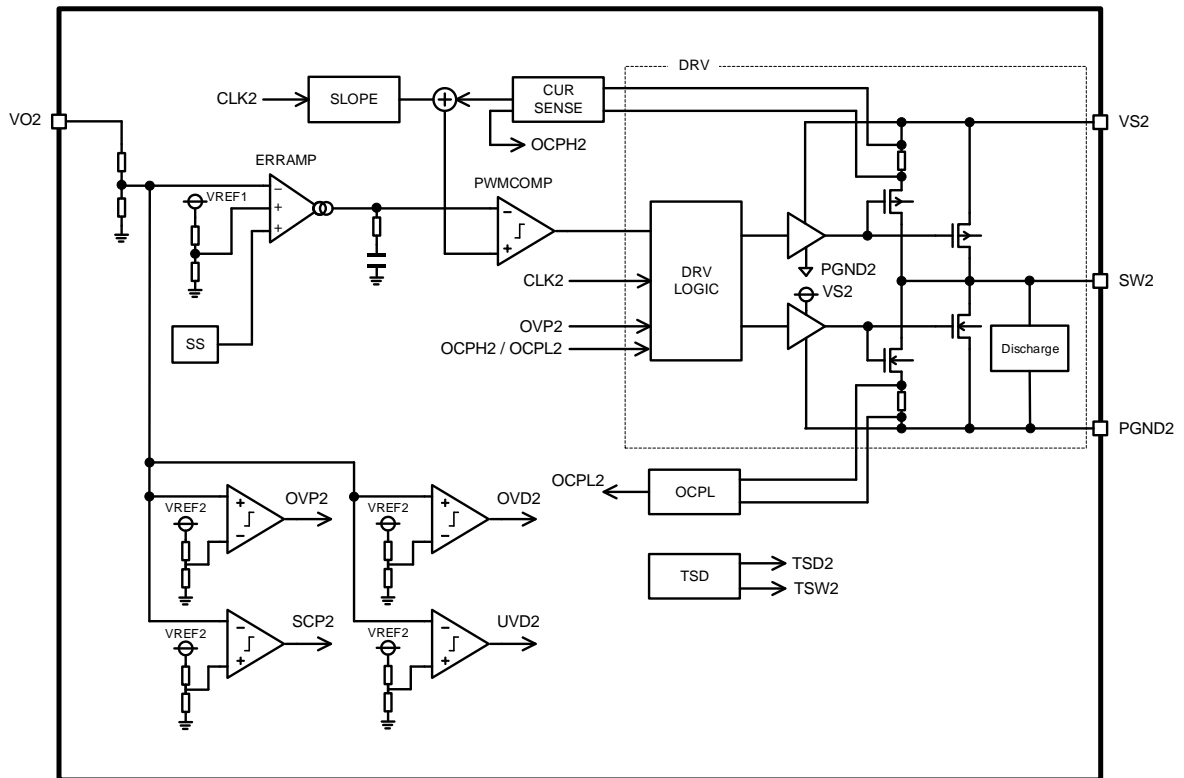 DRV
CLK2
SLOPE
+
CUR
SENSE
VO2
VS2
OCPH2
ERRAMP
PWMCOMP
VREF1
−
+
+
−
+
DRV
LOGIC
PGND2
VS2
CLK2
SW2
SS
OVP2
OCPH2 / OCPL2
Discharge
PGND2
OCPL2
OCPL
VREF2
+
−
OVP2
VREF2
+
−
OVD2
TSD
TSD2
TSW2
VREF2
−
+
SCP2
VREF2
−
+
UVD2